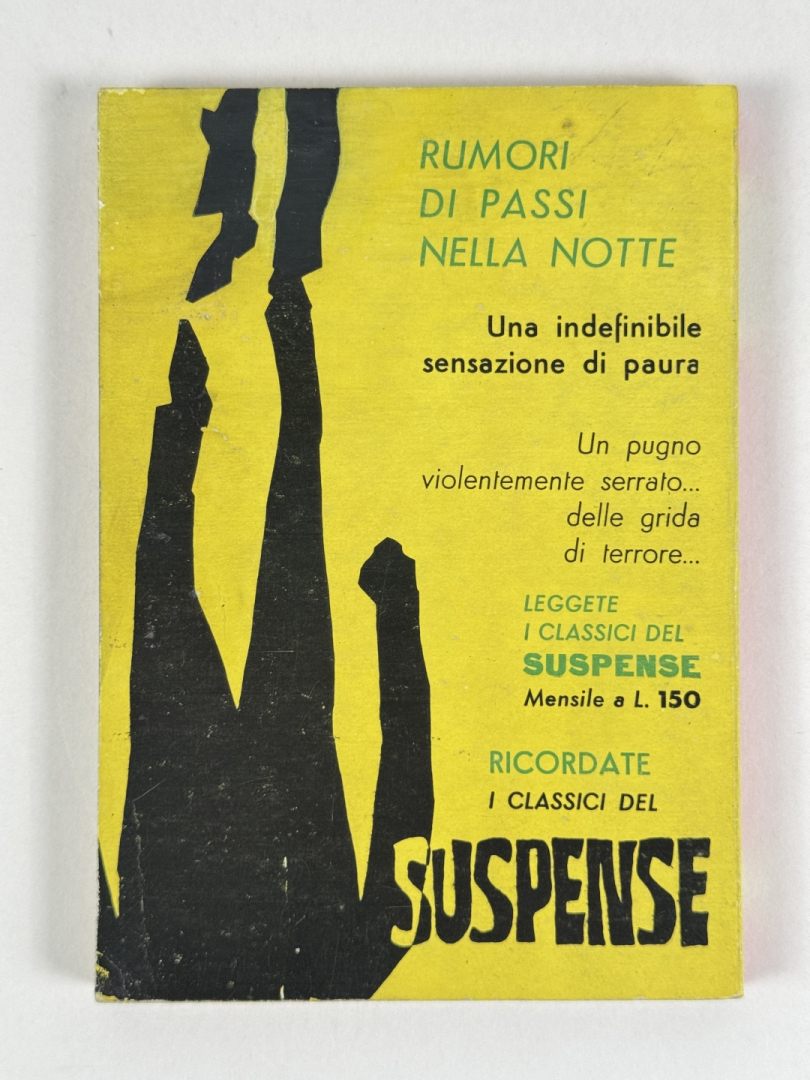 RUMORI
DI PASSI
NELLA NOTTE
Una indefinibile
sensazione di paura
Un pugno
violentemente serrato...
delle grida
di terrore...
LEGGETE
I CLASSICI DEL
SUSPENSE
Mensile a L. 150
RICORDATE
I CLASSICI DEL
SUSPENSE